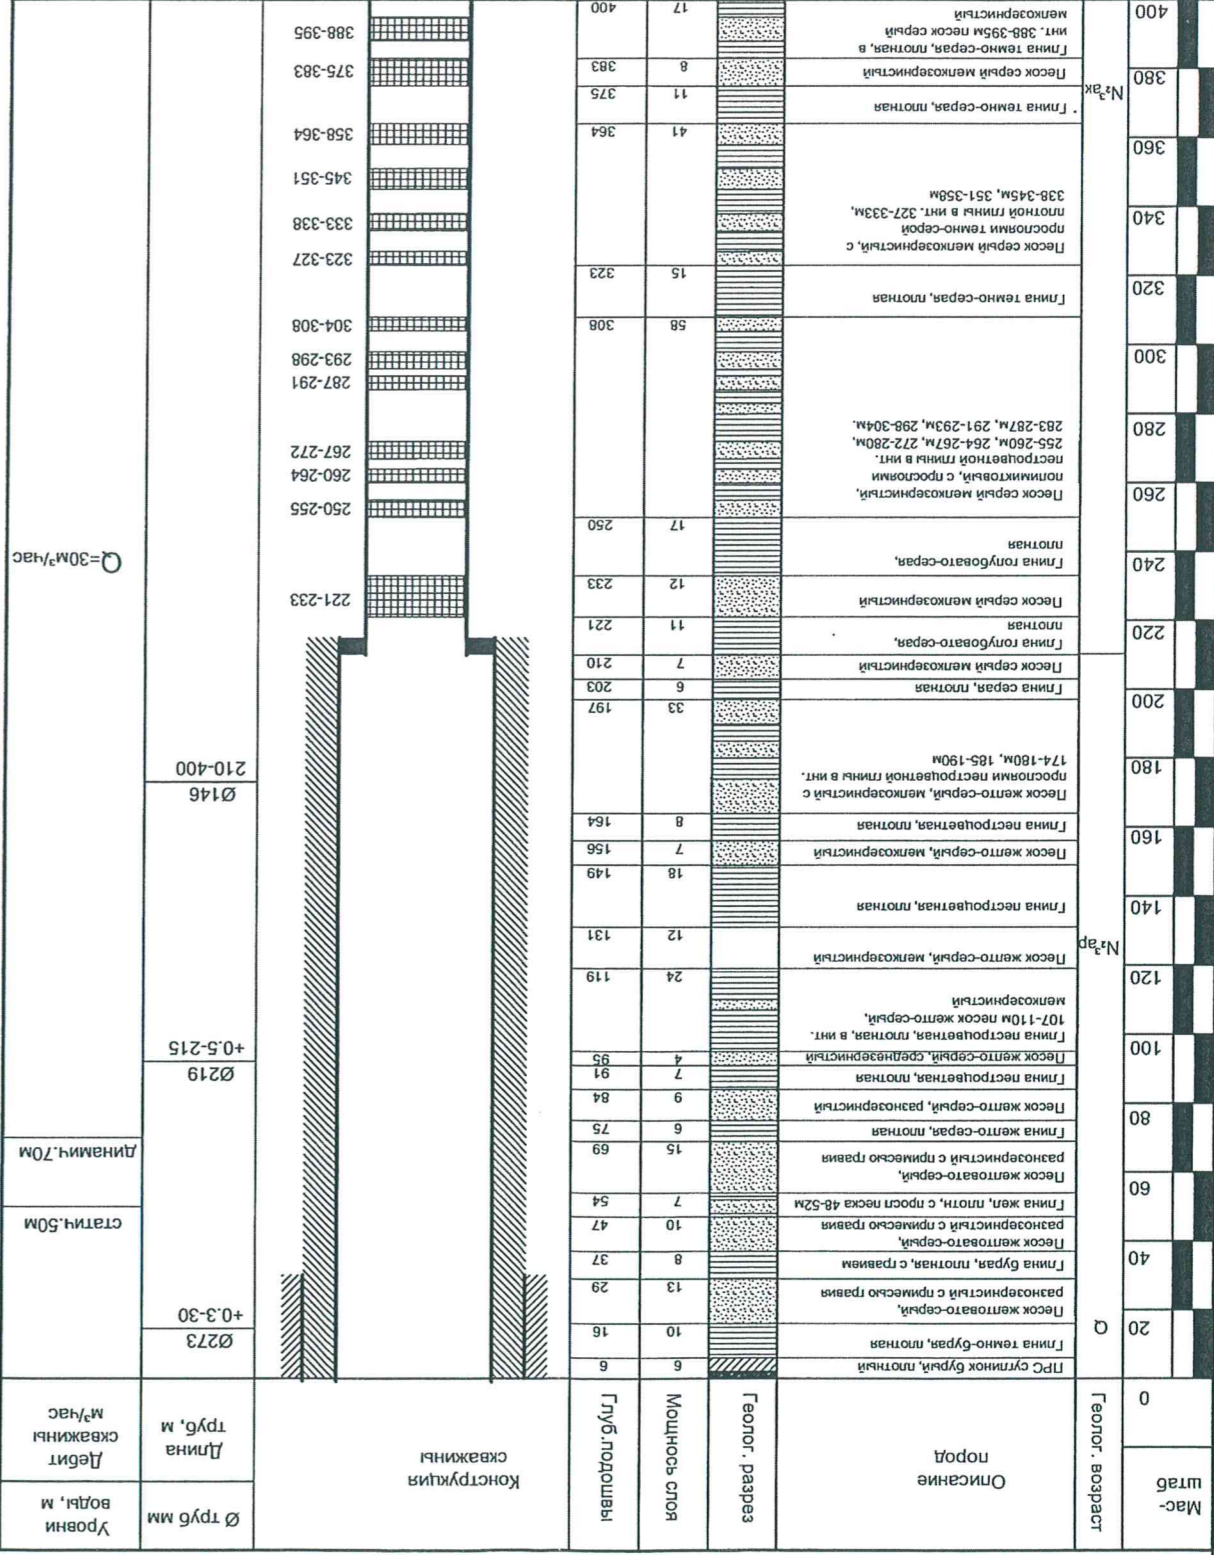 Мас-
штаб
Геолог. возраст
Описание
пород
Геолог. разрез
Мощнось слоя
Глуб.подошвы
Конструкция
скважины
Ø труб мм
Длина
труб, м
Уровни
воды, м
Дебит
скважины
м³/час
0
20
40
60
80
100
120
140
160
180
200
220
240
260
280
300
320
340
360
380
400
Q
N₂³ар
N₂³ак
ПРС суглинок бурый, плотный
6
6
Глина темно-бурая, плотная
10
16
Песок желтовато-серый,
разнозернистый с примесью гравия
13
29
Глина бурая, плотная, с гравием
8
37
Песок желтовато-серый,
разнозернистый с примесью гравия
10
47
Глина жел, плотн, с просл песка 48-52м
7
54
Песок желтовато-серый,
разнозернистый с примесью гравия
15
69
Глина желто-серая, плотная
6
75
Песок желто-серый, разнозернистый
9
84
Глина пестроцветная, плотная
7
91
Песок желто-серый, среднезернистый
4
95
Глина пестроцветная, плотная, в инт.
107-110м песок желто-серый,
мелкозернистый
24
119
Песок желто-серый, мелкозернистый
12
131
Глина пестроцветная, плотная
18
149
Песок желто-серый, мелкозернистый
7
156
Глина пестроцветная, плотная
8
164
Песок желто-серый, мелкозернистый с
прослоями пестроцветной глины в инт.
174-180м, 185-190м
33
197
Глина серая, плотная
6
203
Песок серый мелкозернистый
7
210
Глина голубовато-серая,
плотная
11
221
Песок серый мелкозернистый
12
233
Глина голубовато-серая,
плотная
17
250
Песок серый мелкозернистый,
полимиктовый, с прослоями
пестроцветной глины в инт.
255-260м, 264-267м, 272-280м,
283-287м, 291-293м, 298-304м.
58
308
Глина темно-серая, плотная
15
323
Песок серый мелкозернистый, с
прослоями темно-серой
плотной глины в инт. 327-333м,
338-345м, 351-358м
41
364
Глина темно-серая, плотная
11
375
Песок серый мелкозернистый
8
383
Глина темно-серая, плотная, в
инт. 388-395м песок серый
мелкозернистый
17
400
221-233
250-255
260-264
267-272
287-291
293-298
304-308
323-327
333-338
345-351
358-364
375-383
388-395
Ø273
+0.3-30
Ø219
+0.5-215
Ø146
210-400
статич.50м
динамич.70м
Q=30м³/час